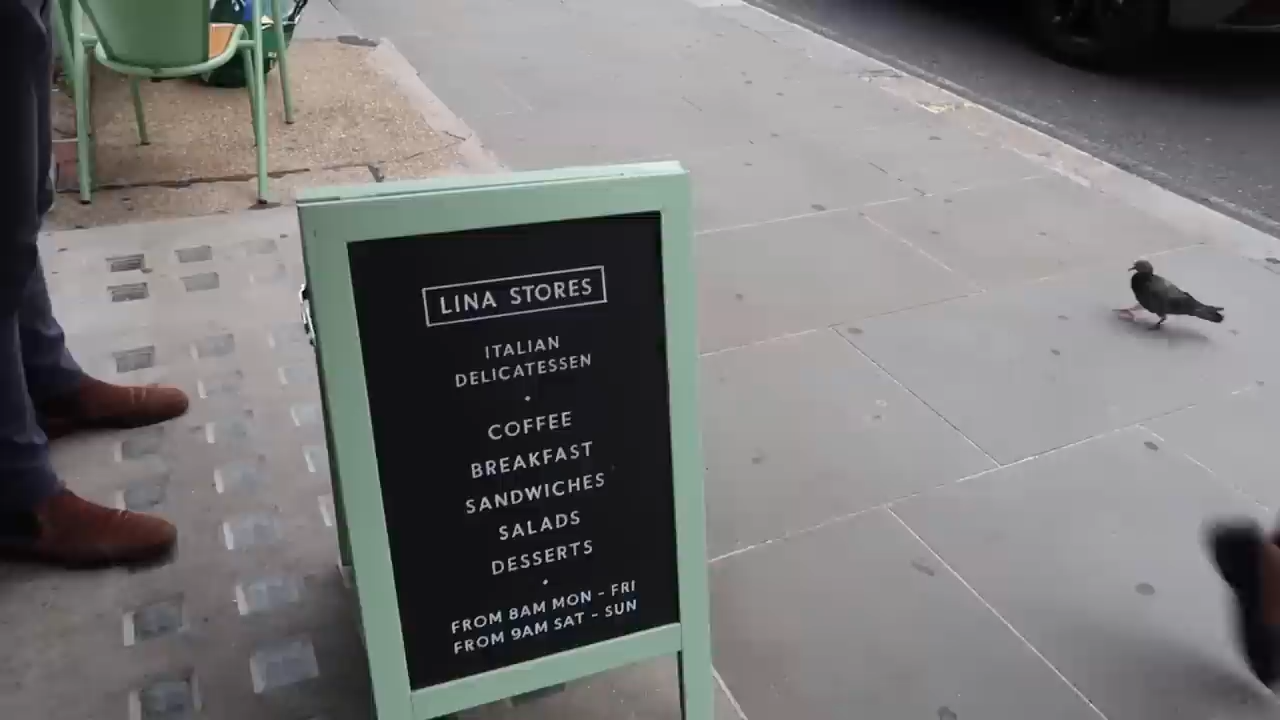 LINA STORES
ITALIAN
DELICATESSEN
COFFEE
BREAKFAST
SANDWICHES
SALADS
DESSERTS
FROM 8AM MON - FRI
FROM 9AM SAT - SUN